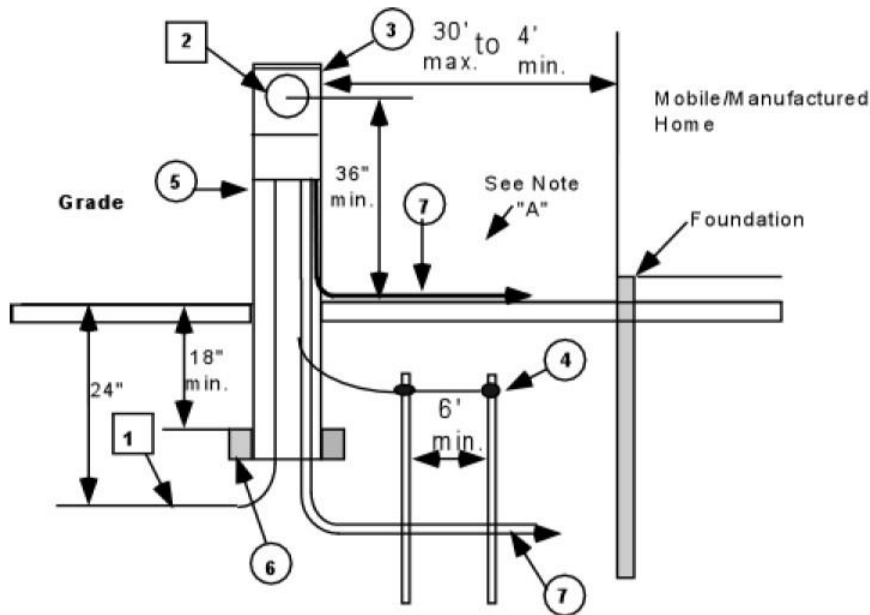 30' to 4'
max. min.
3
2
Mobile/Manufactured
Home
36"
min.
5
7
See Note
"A"
Grade
Foundation
18"
min.
24"
4
6'
min.
1
6
7